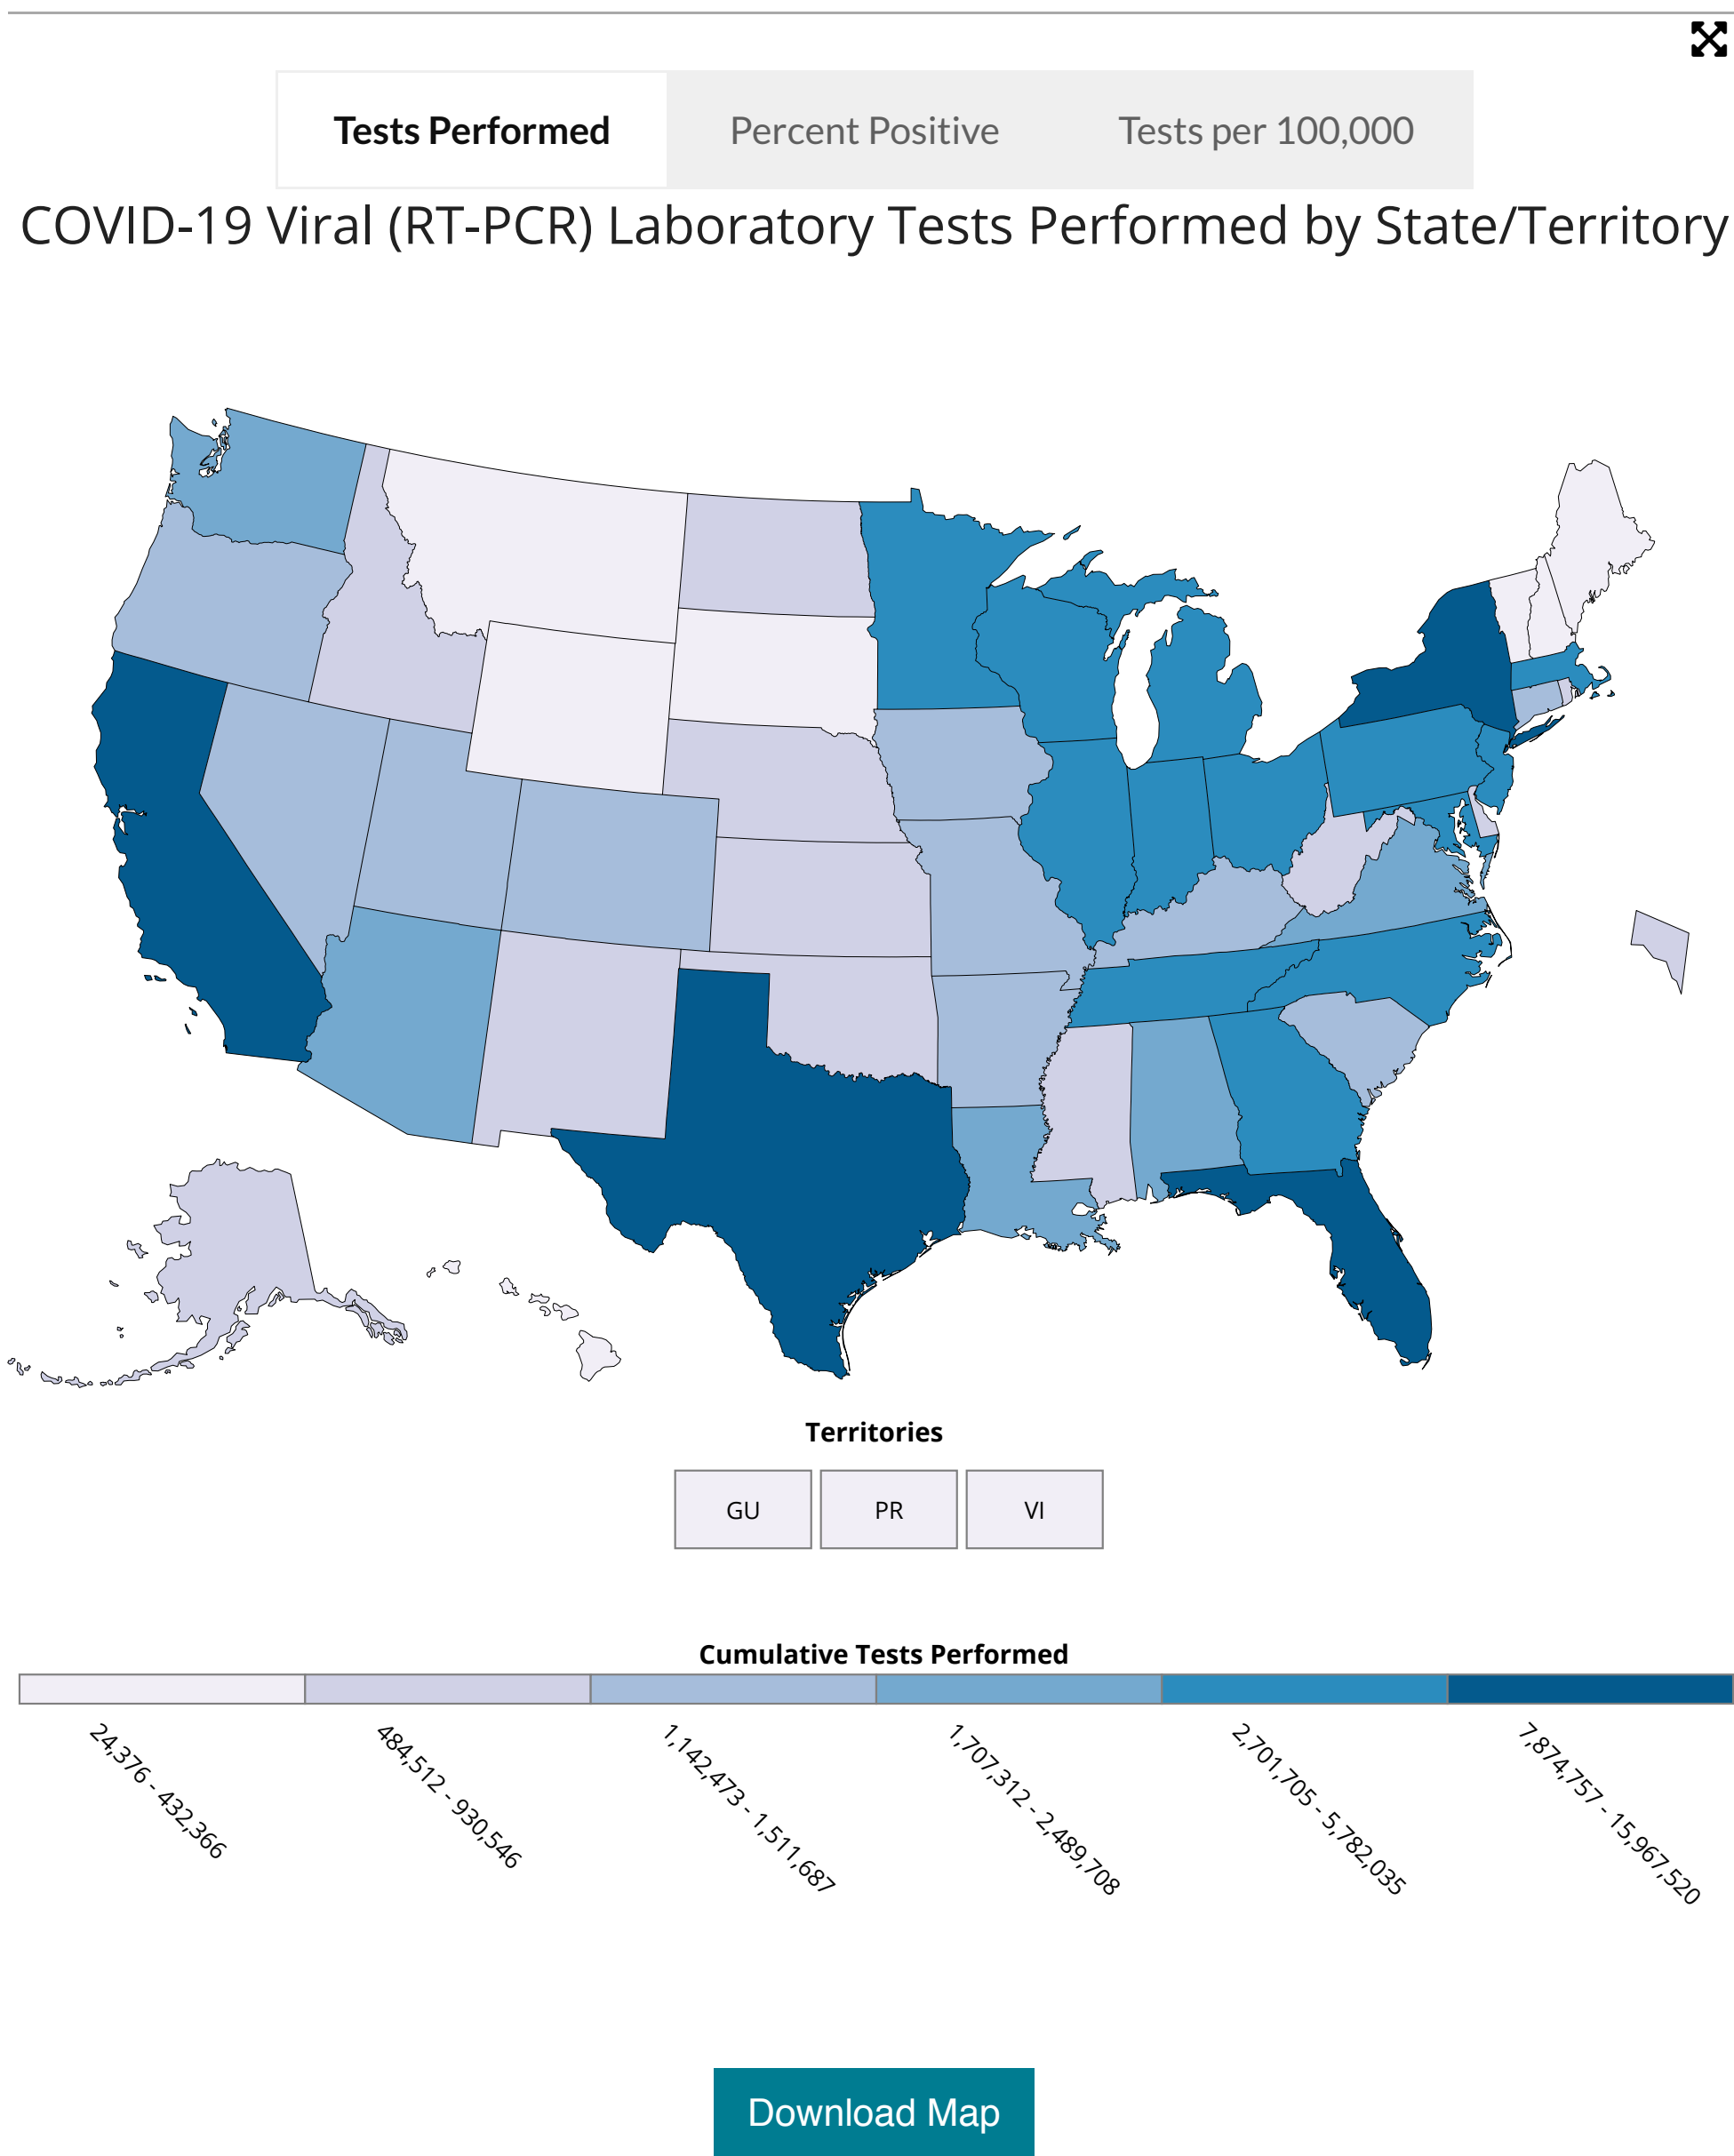 Tests Performed Percent Positive Tests per 100,000
COVID-19 Viral (RT-PCR) Laboratory Tests Performed by State/Territory
Territories
GU PR VI
Cumulative Tests Performed
24,376 - 432,366
484,512 - 930,546
1,142,473 - 1,511,687
1,707,312 - 2,489,708
2,701,705 - 5,782,035
7,874,757 - 15,967,520
Download Map